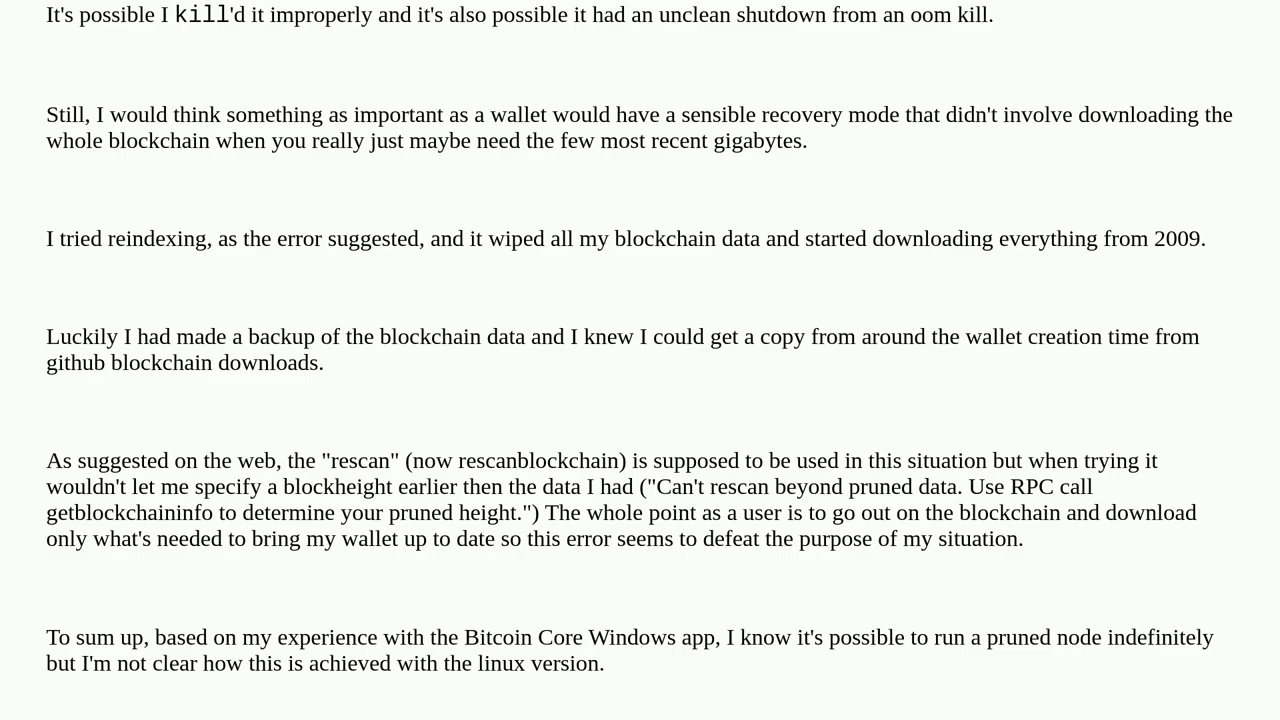 It's possible I kill'd it improperly and it's also possible it had an unclean shutdown from an oom kill.
Still, I would think something as important as a wallet would have a sensible recovery mode that didn't involve downloading the
whole blockchain when you really just maybe need the few most recent gigabytes.
I tried reindexing, as the error suggested, and it wiped all my blockchain data and started downloading everything from 2009.
Luckily I had made a backup of the blockchain data and I knew I could get a copy from around the wallet creation time from
github blockchain downloads.
As suggested on the web, the "rescan" (now rescanblockchain) is supposed to be used in this situation but when trying it
wouldn't let me specify a blockheight earlier then the data I had ("Can't rescan beyond pruned data. Use RPC call
getblockchaininfo to determine your pruned height.") The whole point as a user is to go out on the blockchain and download
only what's needed to bring my wallet up to date so this error seems to defeat the purpose of my situation.
To sum up, based on my experience with the Bitcoin Core Windows app, I know it's possible to run a pruned node indefinitely
but I'm not clear how this is achieved with the linux version.